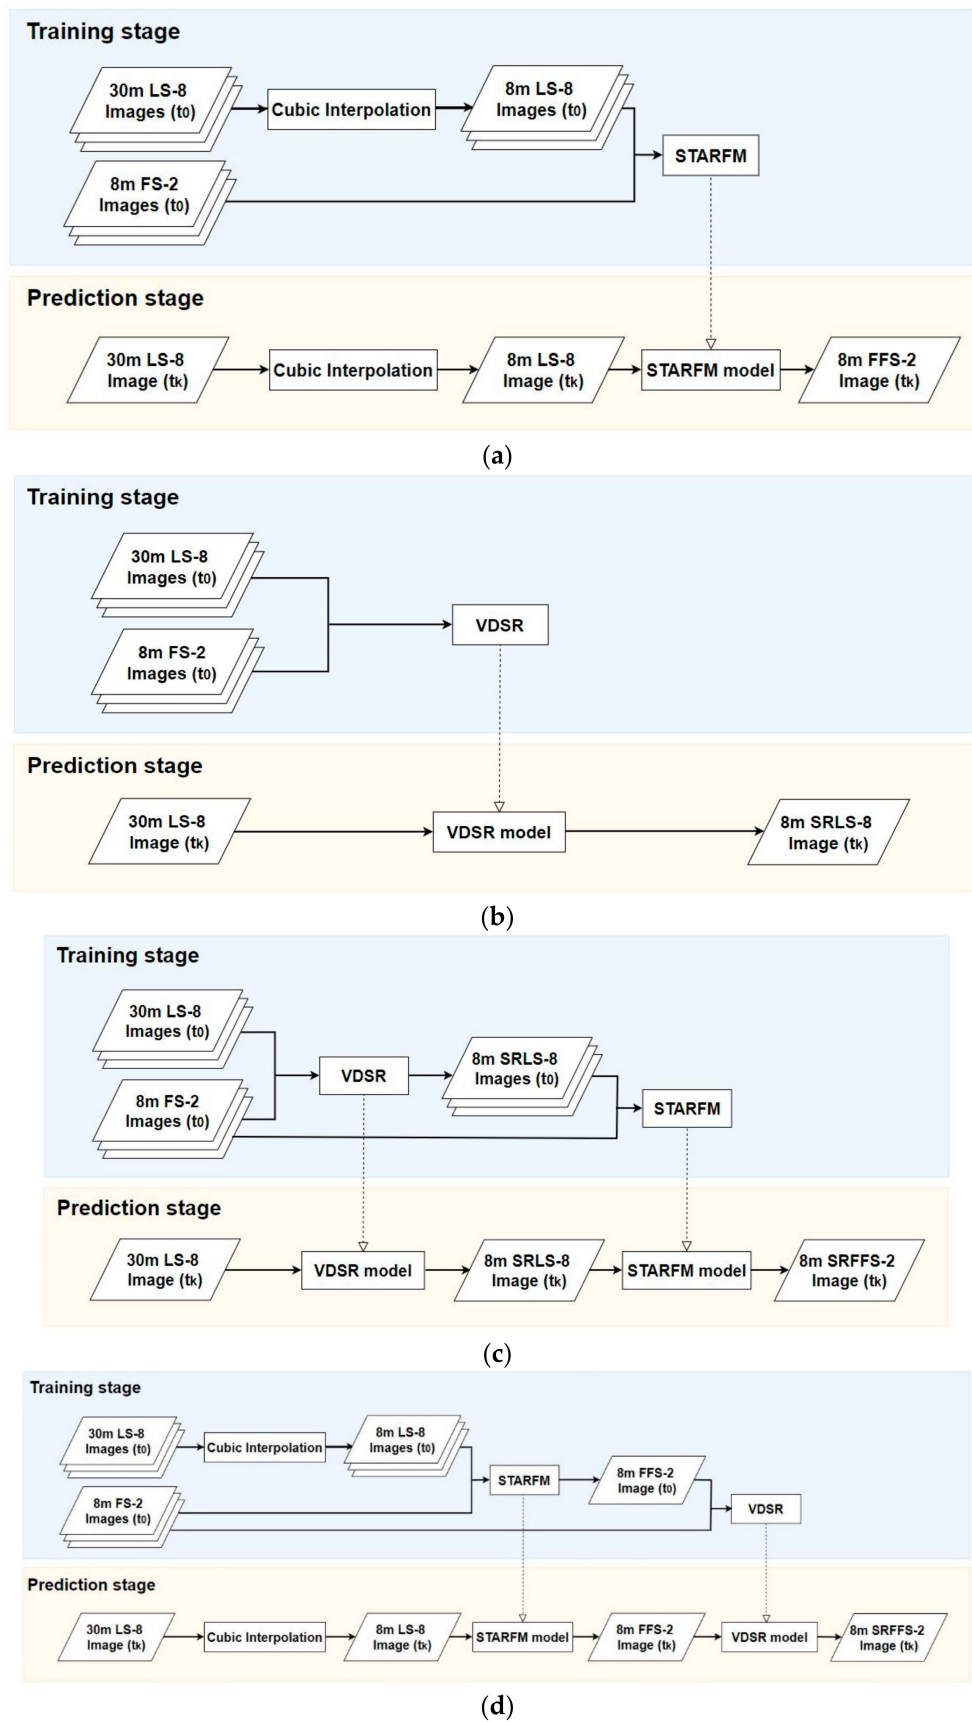 Training stage
30m LS-8
Images (t0)
Cubic Interpolation
8m LS-8
Images (t0)
STARFM
8m FS-2
Images (t0)
Prediction stage
30m LS-8
Image (tk)
Cubic Interpolation
8m LS-8
Image (tk)
STARFM model
8m FFS-2
Image (tk)
(a)
Training stage
30m LS-8
Images (t0)
8m FS-2
Images (t0)
VDSR
Prediction stage
30m LS-8
Image (tk)
VDSR model
8m SRLS-8
Image (tk)
(b)
Training stage
30m LS-8
Images (t0)
8m FS-2
Images (t0)
VDSR
8m SRLS-8
Images (t0)
STARFM
Prediction stage
30m LS-8
Image (tk)
VDSR model
8m SRLS-8
Image (tk)
STARFM model
8m SRFFS-2
Image (tk)
(c)
Training stage
30m LS-8
Images (t0)
Cubic Interpolation
8m LS-8
Images (t0)
8m FS-2
Images (t0)
STARFM
8m FFS-2
Image (t0)
VDSR
Prediction stage
30m LS-8
Image (tk)
Cubic Interpolation
8m LS-8
Image (tk)
STARFM model
8m FFS-2
Image (tk)
VDSR model
8m SRFFS-2
Image (tk)
(d)